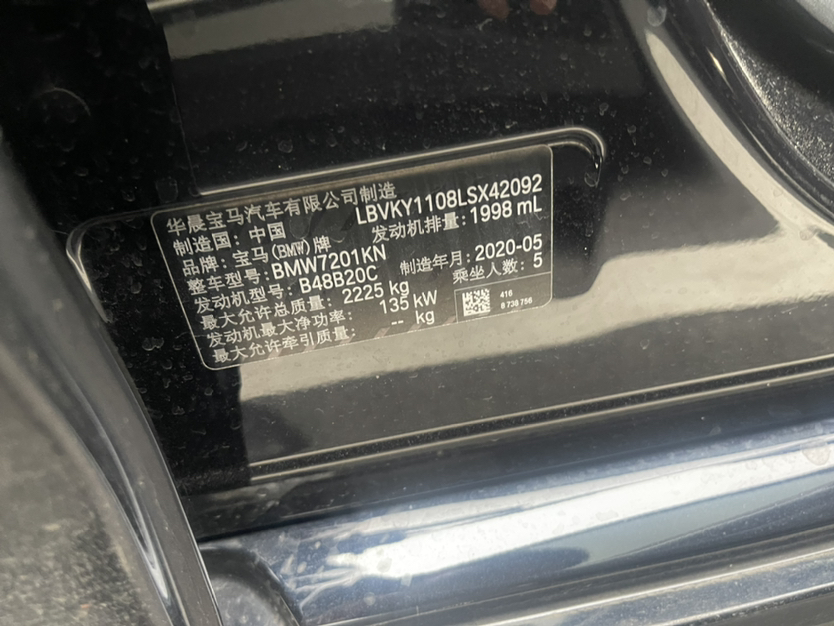 华晨宝马汽车有限公司制造
制造国：中国 LBVKY1108LSX42092
品牌：宝马(BMW)牌 发动机排量：1998 mL
整车型号：BMW7201KN
发动机型号：B48B20C 制造年月：2020-05
最大允许总质量：2225 kg 乘坐人数：5
发动机最大净功率：135 kW
最大允许牵引质量：-- kg
416
8 738 756